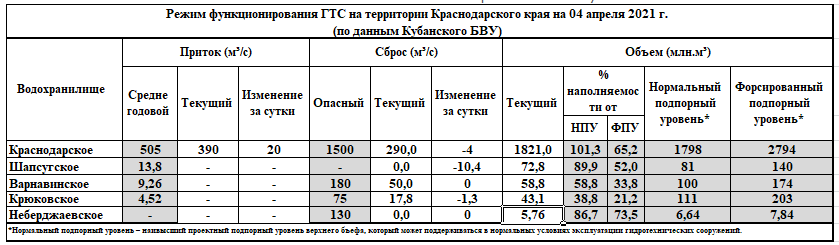 Режим функционирования ГТС на территории Краснодарского края на 04 апреля 2021 г.
(по данным Кубанского БВУ)
Водохранилище Приток (м³/с) Сброс (м³/с) Объем (млн.м³)
Средне годовой Текущий Изменение за сутки Опасный Текущий Изменение за сутки Текущий % наполняемос ти от Нормальный подпорный уровень* Форсированный подпорный уровень*
НПУ ФПУ
Краснодарское 505 390 20 1500 290,0 -4 1821,0 101,3 65,2 1798 2794
Шапсугское 13,8 - - - 0,0 -10,4 72,8 89,9 52,0 81 140
Варнавинское 9,26 - - 180 50,0 0 58,8 58,8 33,8 100 174
Крюковское 4,52 - - 75 17,8 -1,3 43,1 38,8 21,2 111 203
Неберджаевское - - - 130 0,0 0 5,76 86,7 73,5 6,64 7,84
*Нормальный подпорный уровень – наивысший проектный подпорный уровень верхнего бьефа, который может поддерживаться в нормальных условиях эксплуатации гидротехнических сооружений.